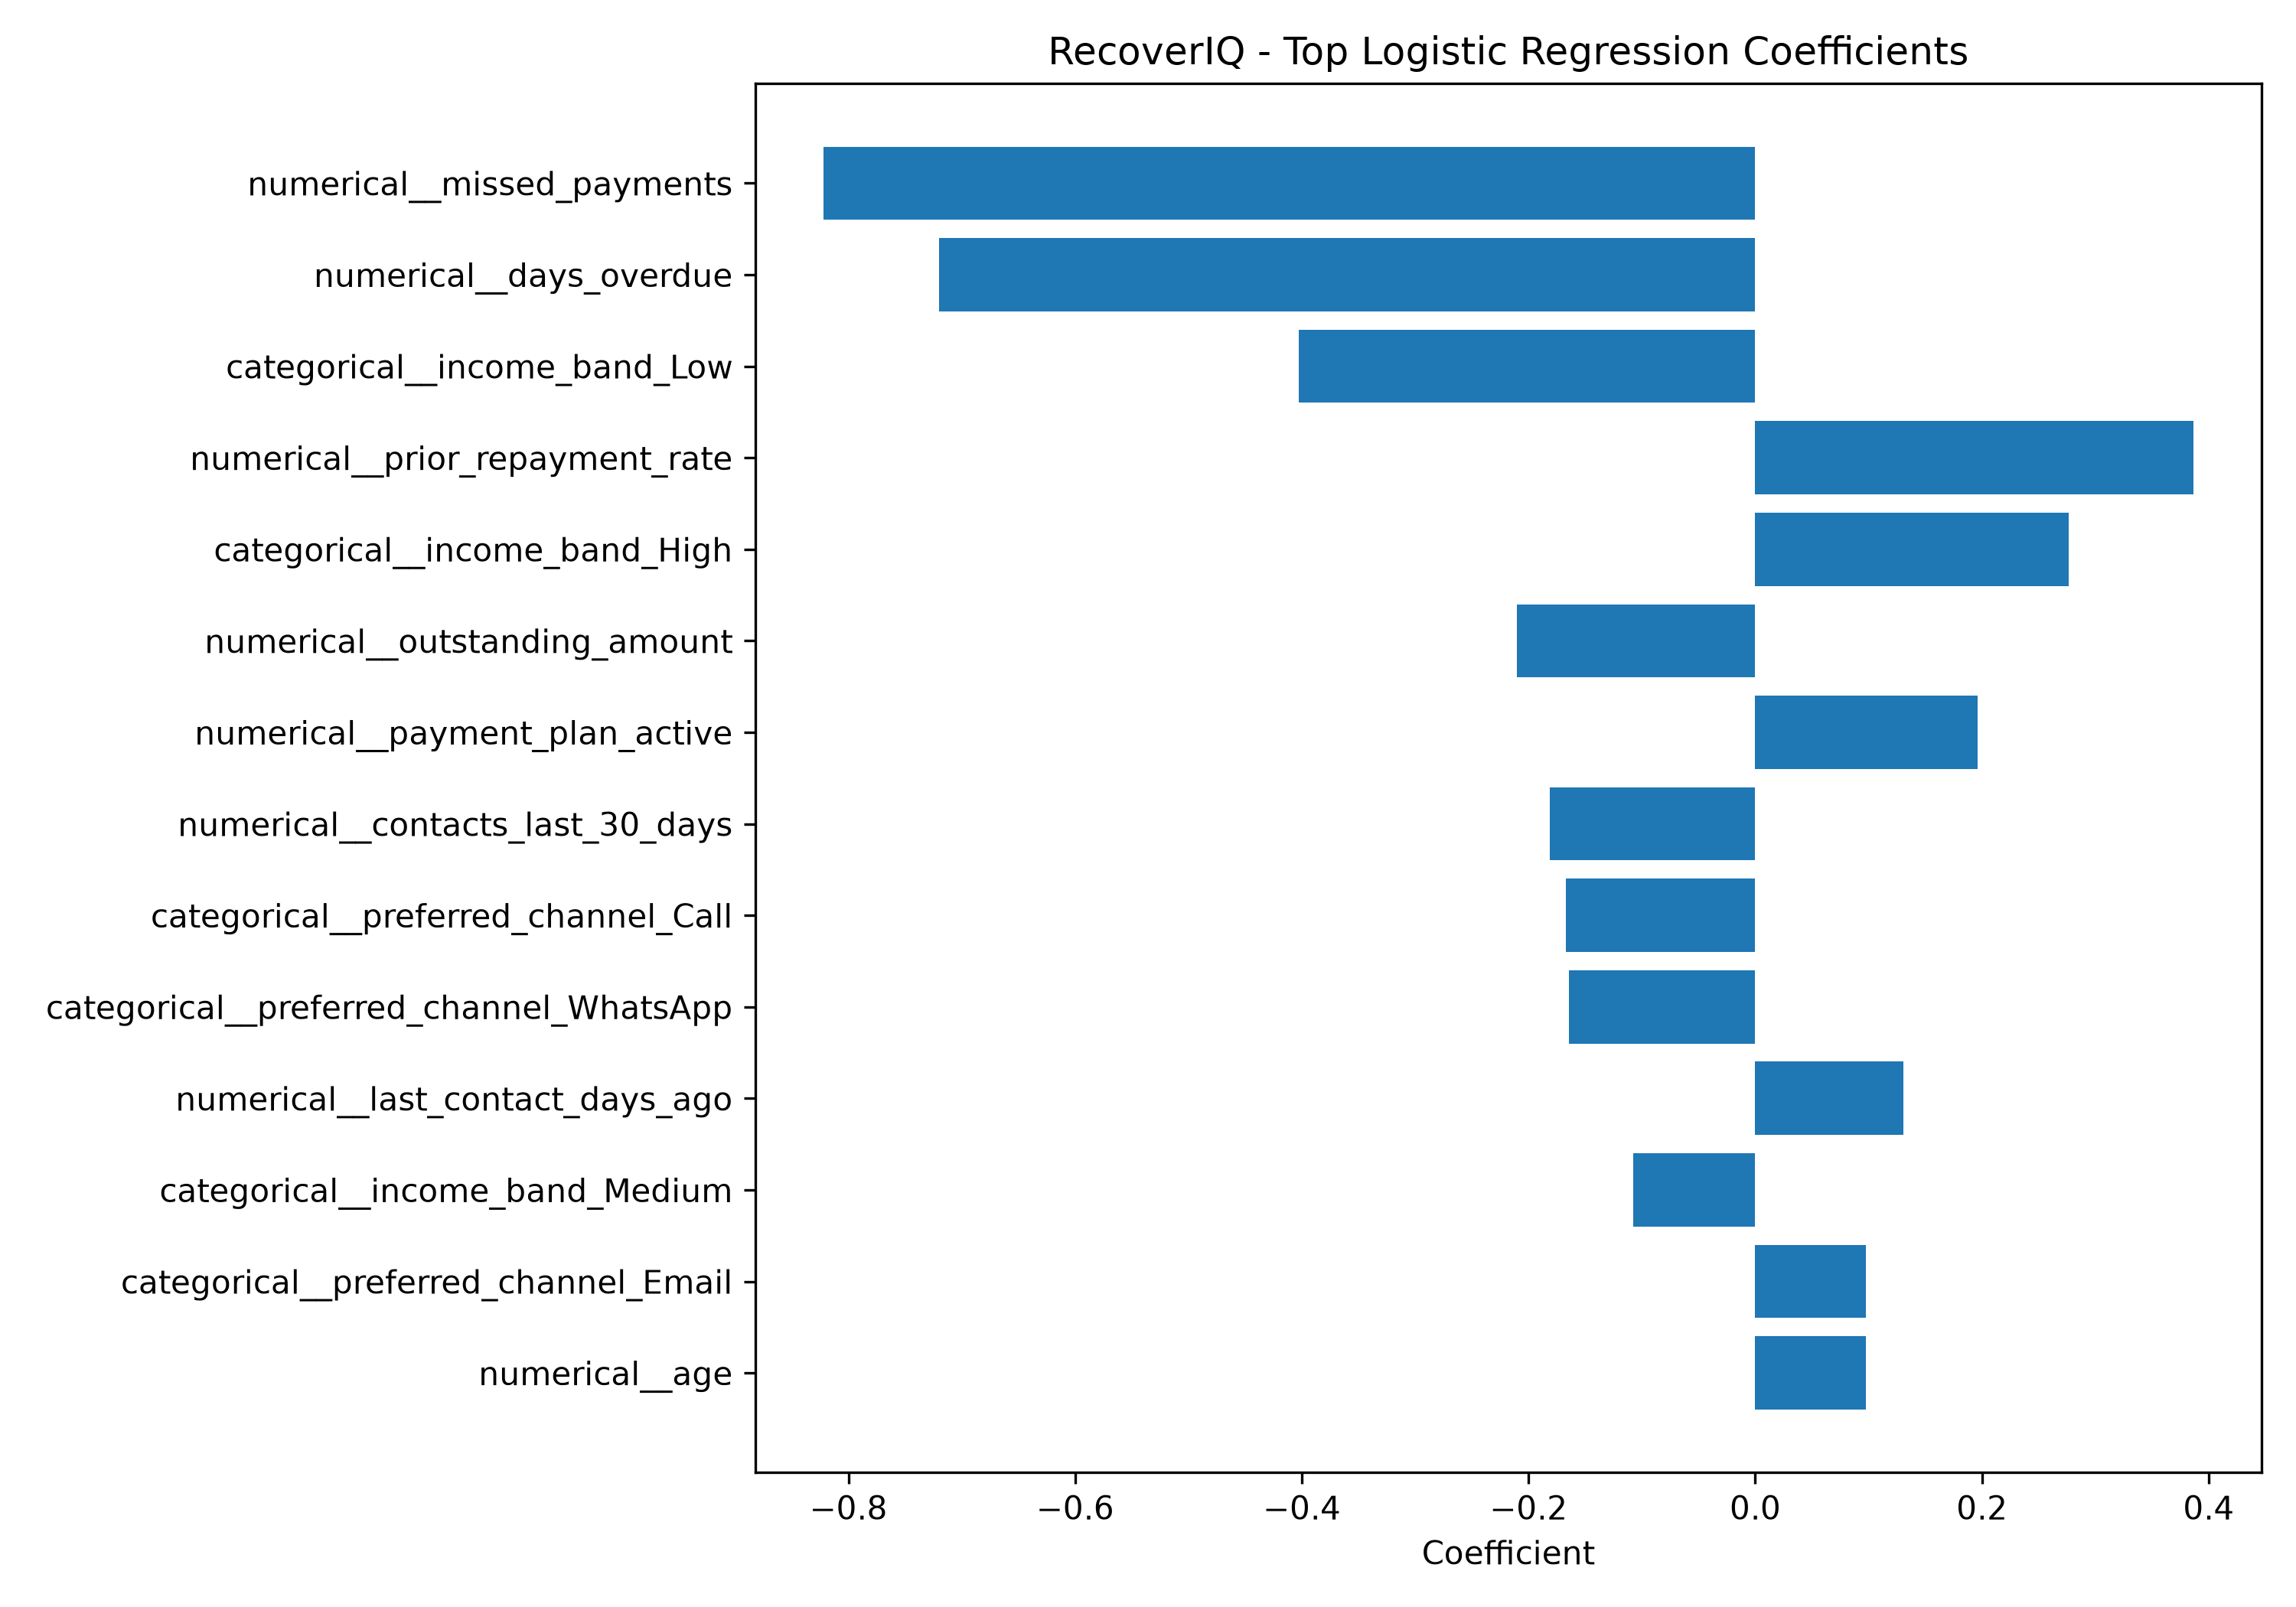 RecoverIQ - Top Logistic Regression Coefficients
numerical__missed_payments
numerical__days_overdue
categorical__income_band_Low
numerical__prior_repayment_rate
categorical__income_band_High
numerical__outstanding_amount
numerical__payment_plan_active
numerical__contacts_last_30_days
categorical__preferred_channel_Call
categorical__preferred_channel_WhatsApp
numerical__last_contact_days_ago
categorical__income_band_Medium
categorical__preferred_channel_Email
numerical__age
−0.8 −0.6 −0.4 −0.2 0.0 0.2 0.4
Coefficient